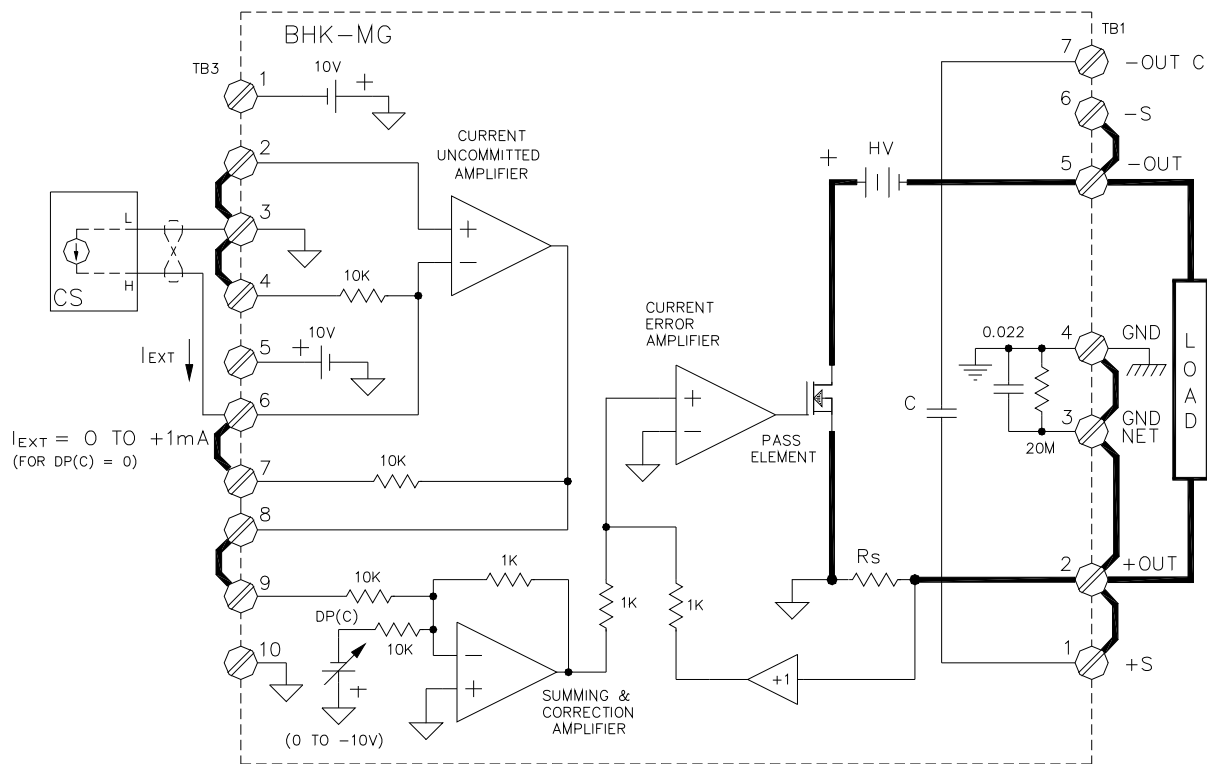 BHK-MG
TB3
TB1
1
10V
+
7
-OUT C
6
-S
CURRENT
UNCOMMITTED
AMPLIFIER
2
+
HV
5
-OUT
3
L
+
-
X
H
CS
4
10K
CURRENT
ERROR
AMPLIFIER
0.022
4
GND
LOAD
IEXT
+
10V
5
6
+
-
C
3
GND
NET
20M
IEXT = 0 TO +1mA
(FOR DP(C) = 0)
PASS
ELEMENT
7
10K
8
1K
Rs
2
+OUT
9
10K
1K
1K
DP(C)
10K
10
-
+
+
+1
1
+S
SUMMING &
CORRECTION
AMPLIFIER
(0 TO -10V)